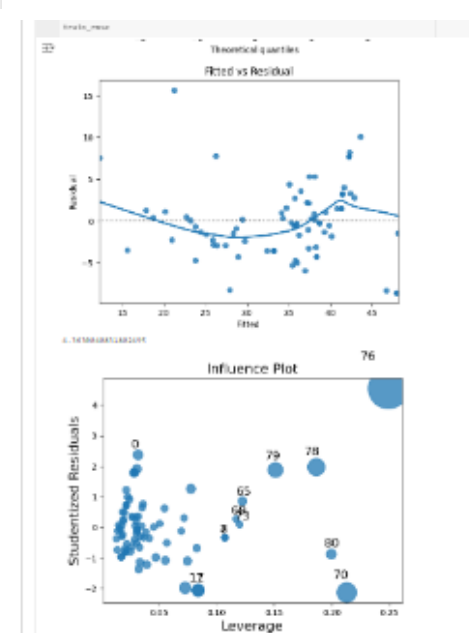 Theoretical quantiles
Fitted vs Residual
15
10
5
0
−5
Residual
15 20 25 30 35 40 45
Fitted
76
Influence Plot
4
3
2
1
0
−1
−2
Studentized Residuals
0
79
78
65
80
70
0.05 0.10 0.15 0.20 0.25
Leverage